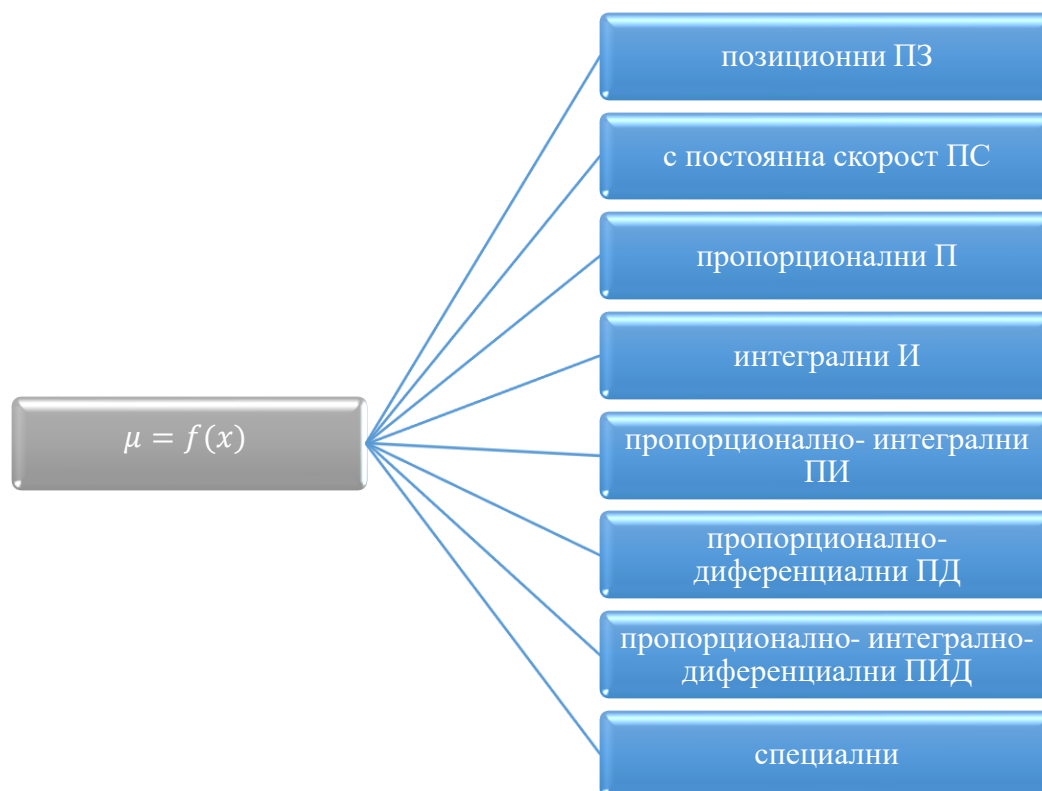 позиционни ПЗ
с постоянна скорост ПС
пропорционални П
интегрални И
μ = f(x)
пропорционално- интегрални
ПИ
пропорционално-
диференциални ПД
пропорционално- интегрално-
диференциални ПИД
специални